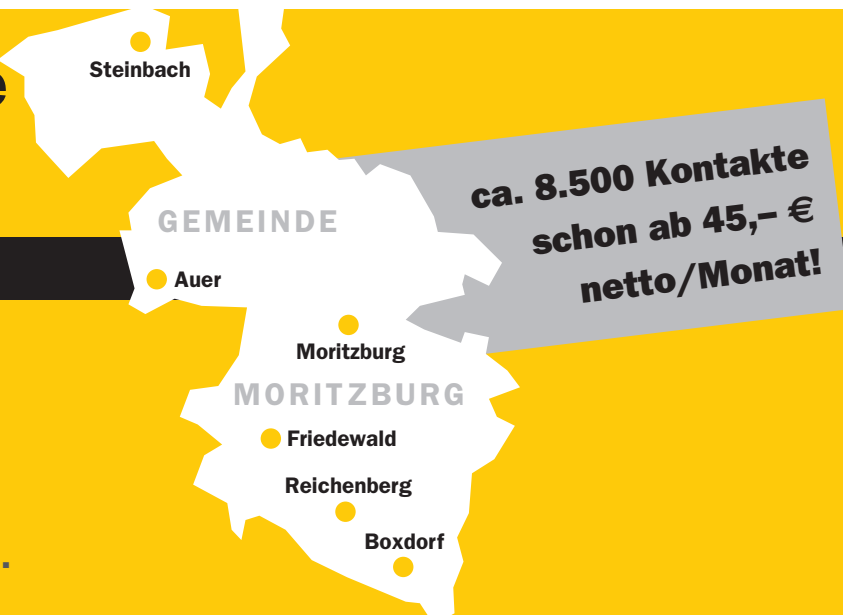 e
Steinbach
ca. 8.500 Kontakte
schon ab 45,– €
netto/Monat!
GEMEINDE
Auer
Moritzburg
MORITZBURG
Friedewald
Reichenberg
Boxdorf
.